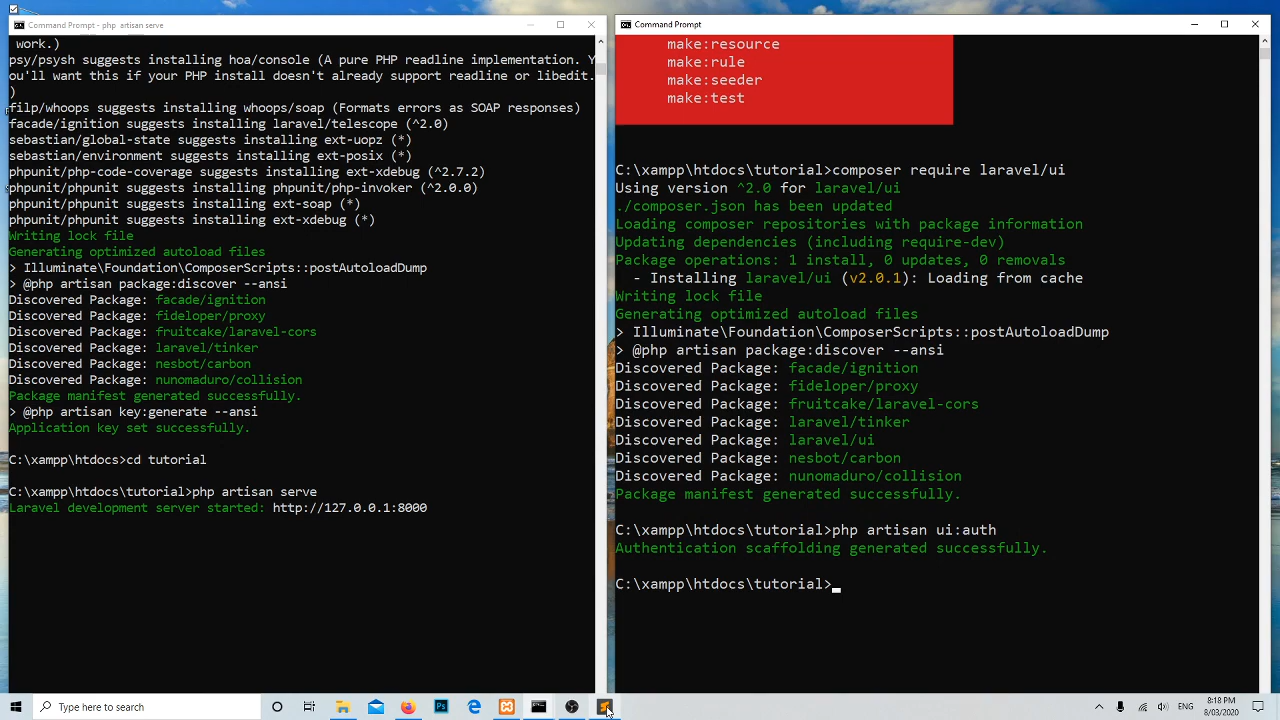 Command Prompt - php  artisan serve
work.)
psy/psysh suggests installing hoa/console (A pure PHP readline implementation. Y
ou'll want this if your PHP install doesn't already support readline or libedit.
)
filp/whoops suggests installing whoops/soap (Formats errors as SOAP responses)
facade/ignition suggests installing laravel/telescope (^2.0)
sebastian/global-state suggests installing ext-uopz (*)
sebastian/environment suggests installing ext-posix (*)
phpunit/php-code-coverage suggests installing ext-xdebug (^2.7.2)
phpunit/phpunit suggests installing phpunit/php-invoker (^2.0.0)
phpunit/phpunit suggests installing ext-soap (*)
phpunit/phpunit suggests installing ext-xdebug (*)
Writing lock file
Generating optimized autoload files
> Illuminate\Foundation\ComposerScripts::postAutoloadDump
> @php artisan package:discover --ansi
Discovered Package: facade/ignition
Discovered Package: fideloper/proxy
Discovered Package: fruitcake/laravel-cors
Discovered Package: laravel/tinker
Discovered Package: nesbot/carbon
Discovered Package: nunomaduro/collision
Package manifest generated successfully.
> @php artisan key:generate --ansi
Application key set successfully.
C:\xampp\htdocs>cd tutorial
C:\xampp\htdocs\tutorial>php artisan serve
Laravel development server started: http://127.0.0.1:8000
Command Prompt
make:resource
make:rule
make:seeder
make:test
C:\xampp\htdocs\tutorial>composer require laravel/ui
Using version ^2.0 for laravel/ui
./composer.json has been updated
Loading composer repositories with package information
Updating dependencies (including require-dev)
Package operations: 1 install, 0 updates, 0 removals
- Installing laravel/ui (v2.0.1): Loading from cache
Writing lock file
Generating optimized autoload files
> Illuminate\Foundation\ComposerScripts::postAutoloadDump
> @php artisan package:discover --ansi
Discovered Package: facade/ignition
Discovered Package: fideloper/proxy
Discovered Package: fruitcake/laravel-cors
Discovered Package: laravel/tinker
Discovered Package: laravel/ui
Discovered Package: nesbot/carbon
Discovered Package: nunomaduro/collision
Package manifest generated successfully.
C:\xampp\htdocs\tutorial>php artisan ui:auth
Authentication scaffolding generated successfully.
C:\xampp\htdocs\tutorial>
Type here to search
Ps
ENG
8:18 PM
8/03/2020